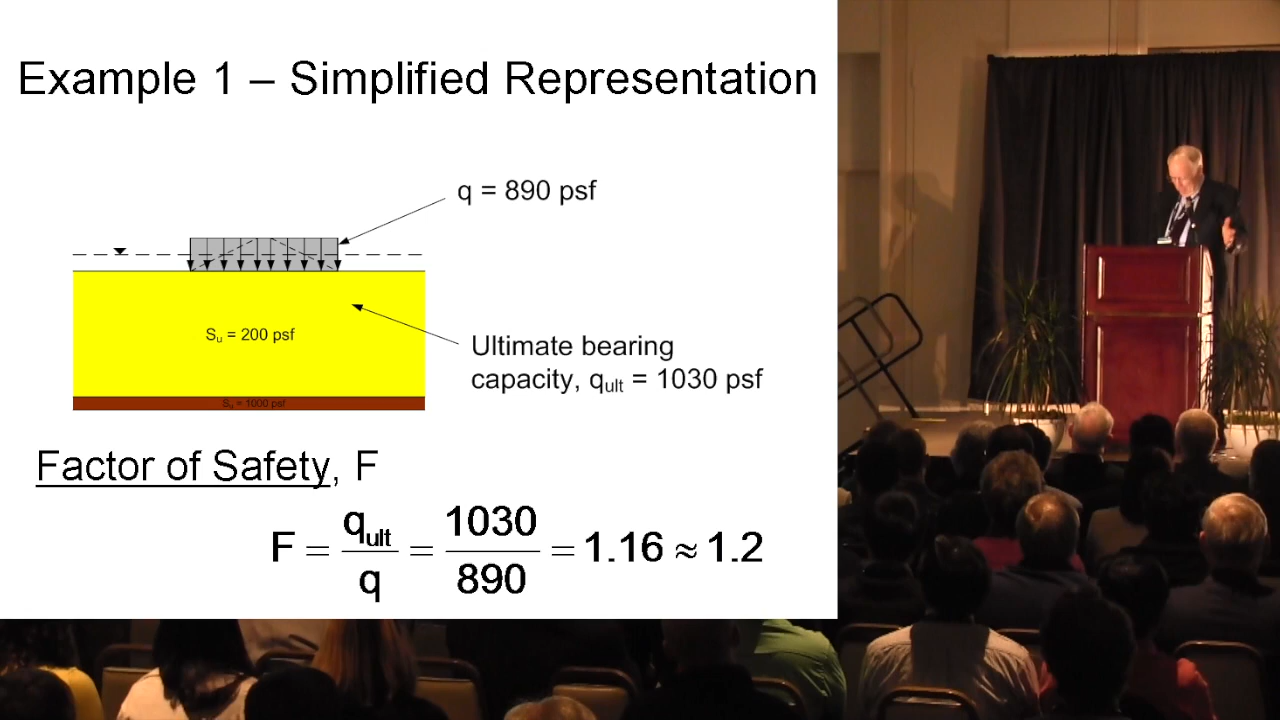 Example 1 – Simplified Representation
q = 890 psf
Sᵤ = 200 psf
Ultimate bearing
capacity, qᵤₗₜ = 1030 psf
Sᵤ = 1000 psf
Factor of Safety, F
F = qᵤₗₜ / q = 1030 / 890 = 1.16 ≈ 1.2